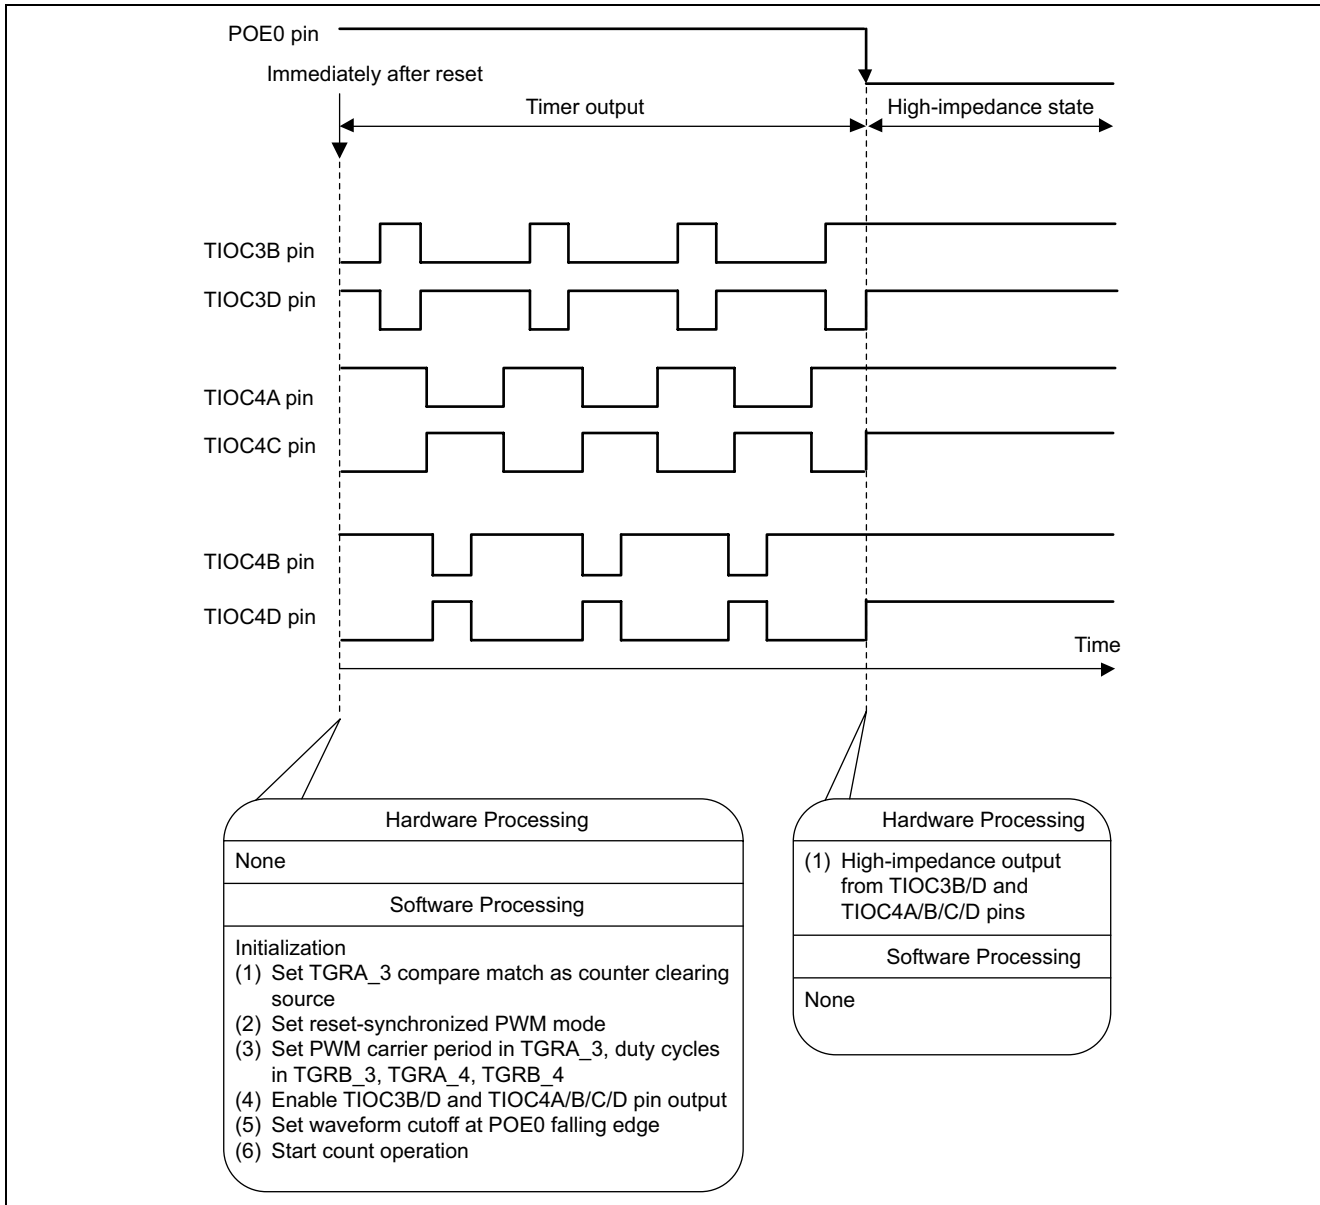 POE0 pin
Immediately after reset
Timer output
High-impedance state
TIOC3B pin
TIOC3D pin
TIOC4A pin
TIOC4C pin
TIOC4B pin
TIOC4D pin
Time
Hardware Processing
None
Software Processing
Initialization
(1) Set TGRA_3 compare match as counter clearing
source
(2) Set reset-synchronized PWM mode
(3) Set PWM carrier period in TGRA_3, duty cycles
in TGRB_3, TGRA_4, TGRB_4
(4) Enable TIOC3B/D and TIOC4A/B/C/D pin output
(5) Set waveform cutoff at POE0 falling edge
(6) Start count operation
Hardware Processing
(1) High-impedance output
from TIOC3B/D and
TIOC4A/B/C/D pins
Software Processing
None